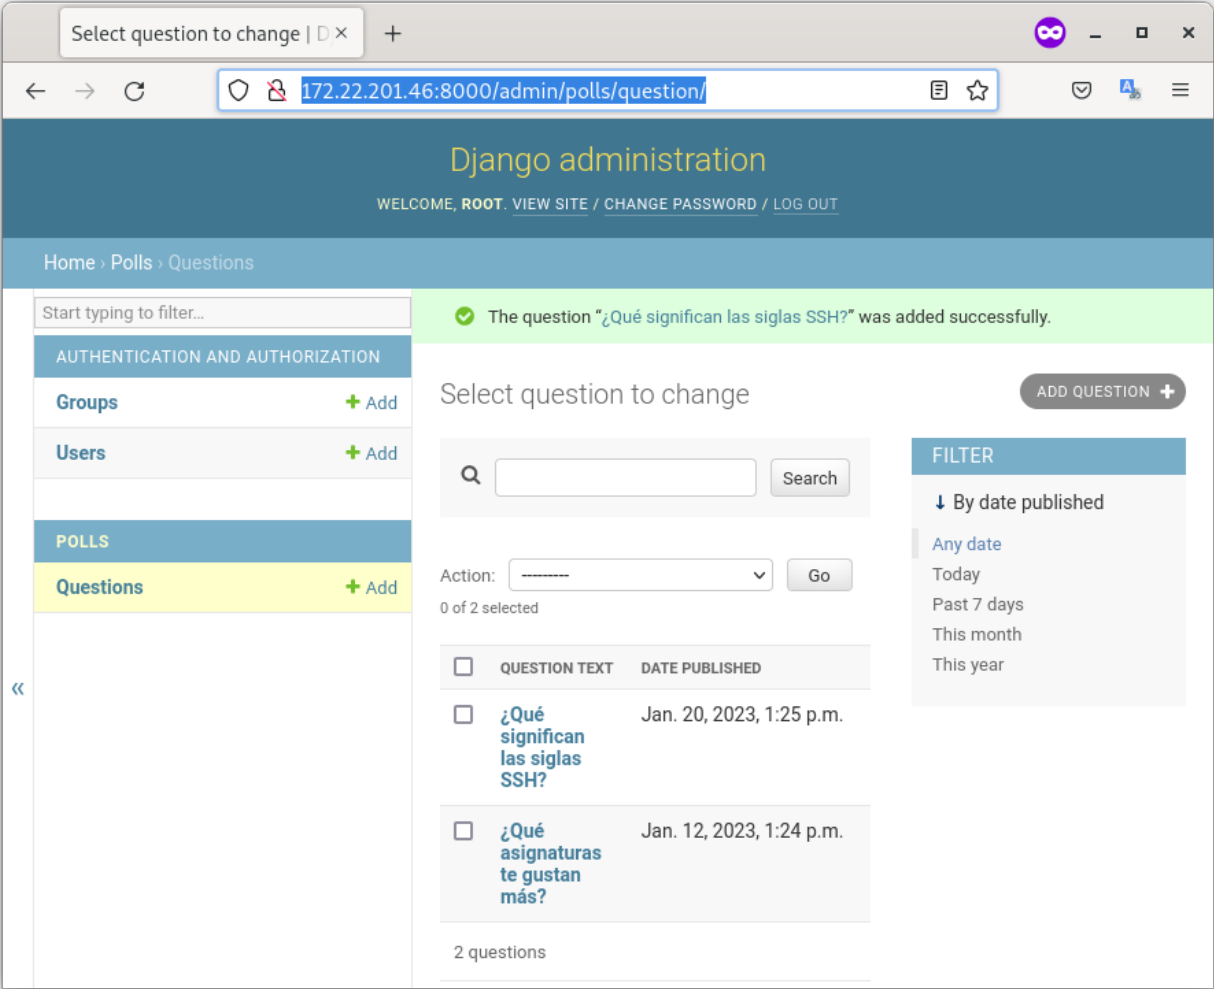 Select question to change | D
172.22.201.46:8000/admin/polls/question/
Django administration
WELCOME, ROOT. VIEW SITE / CHANGE PASSWORD / LOG OUT
Home › Polls › Questions
Start typing to filter...
AUTHENTICATION AND AUTHORIZATION
Groups + Add
Users + Add
POLLS
Questions + Add
«
The question “¿Qué significan las siglas SSH?” was added successfully.
Select question to change
ADD QUESTION +
Search
Action: --------- Go
0 of 2 selected
QUESTION TEXT DATE PUBLISHED
¿Qué Jan. 20, 2023, 1:25 p.m.
significan
las siglas
SSH?
¿Qué Jan. 12, 2023, 1:24 p.m.
asignaturas
te gustan
más?
2 questions
FILTER
↓ By date published
Any date
Today
Past 7 days
This month
This year